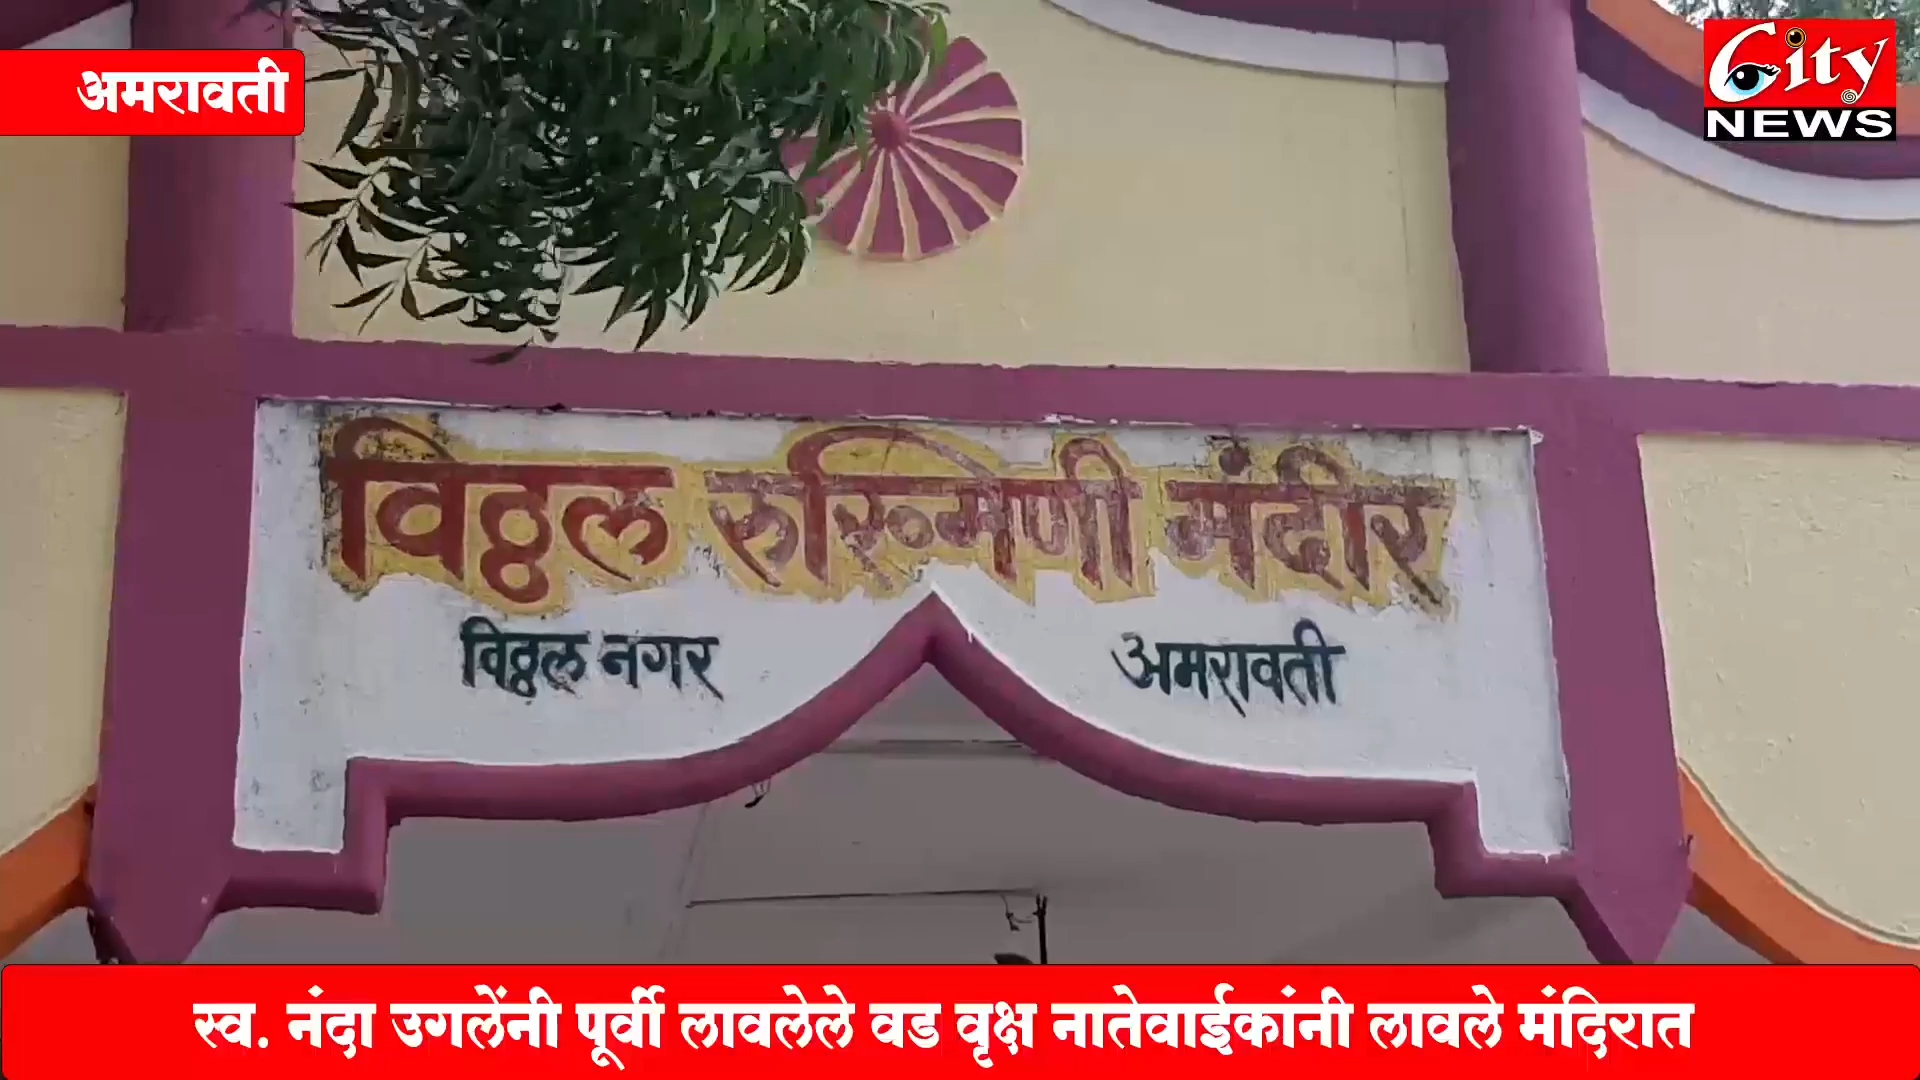 अमरावती
City
NEWS
विठ्ठल रुक्मिणी मंदीर
विठ्ठल नगर
अमरावती
स्व. नंदा उगलेंनी पूर्वी लावलेले वड वृक्ष नातेवाईकांनी लावले मंदिरात